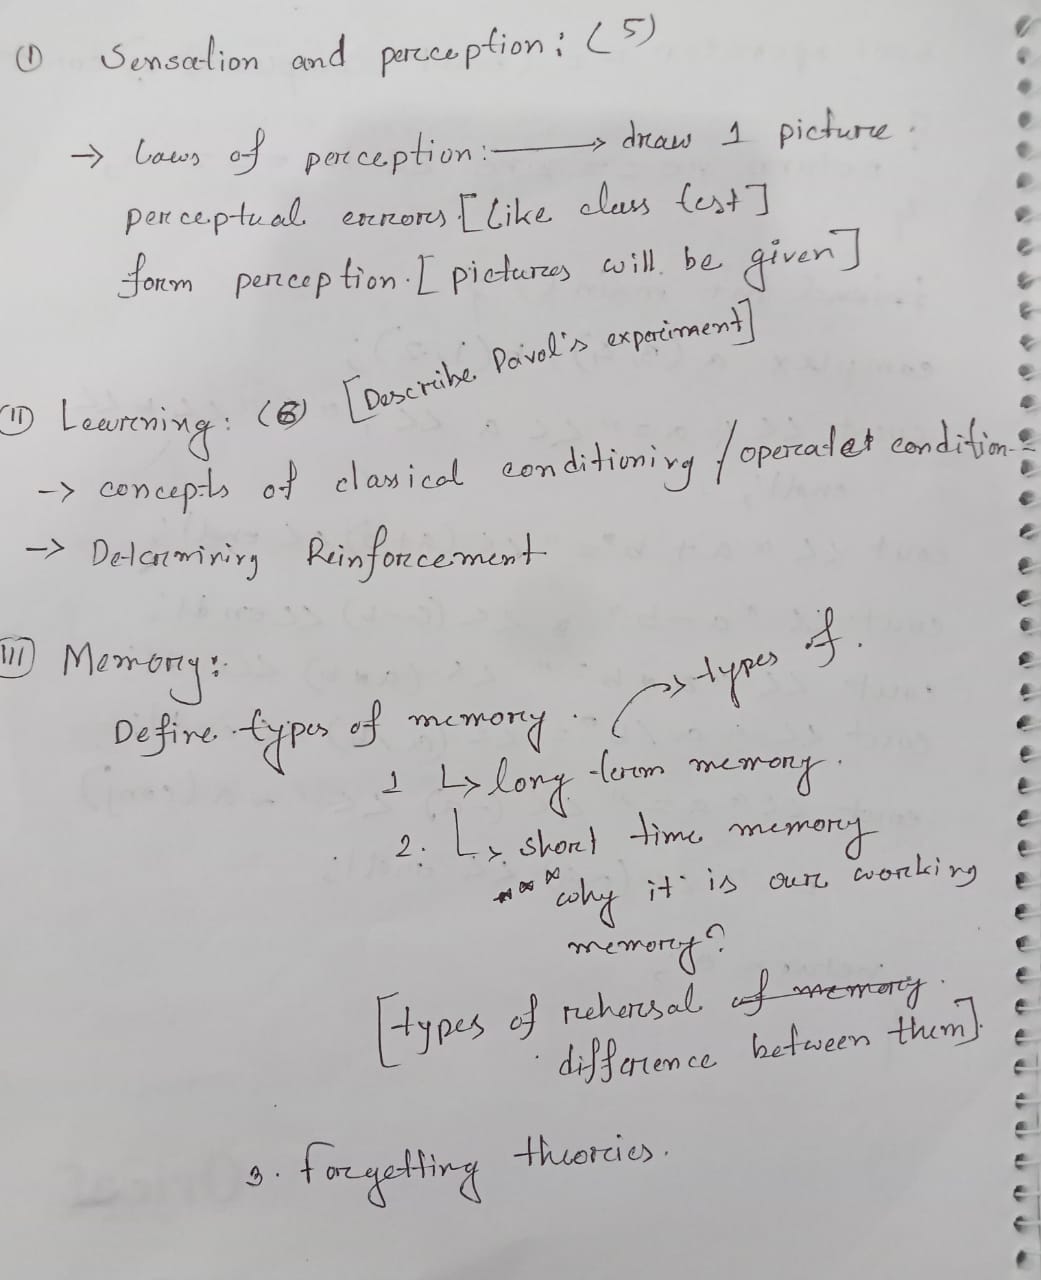 ① Sensation and perception: (5)
→ Laws of perception: → draw 1 picture.
perceptual errors [Like class test]
form perception. [pictures will be given]
[Describe Pavol's experiment]
⑪ Learning: (6)
→ concepts of classical conditioning / operatet condition-
→ Determining Reinforcement
III Memory:
Define types of memory.
→ types of.
1 ↳ long-term memory.
2. ↳ short time memory
*** why it is our working
memory?
[types of rehersal of memory.
difference between them].
3. forgetting theories.